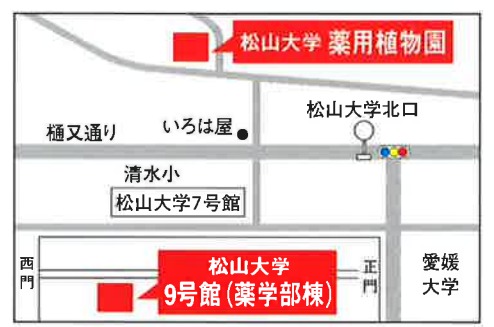 松山大学 薬用植物園
松山大学北口
樋又通り
いろは屋
清水小
松山大学7号館
西門
松山大学
9号館(薬学部棟)
正門
愛媛
大学